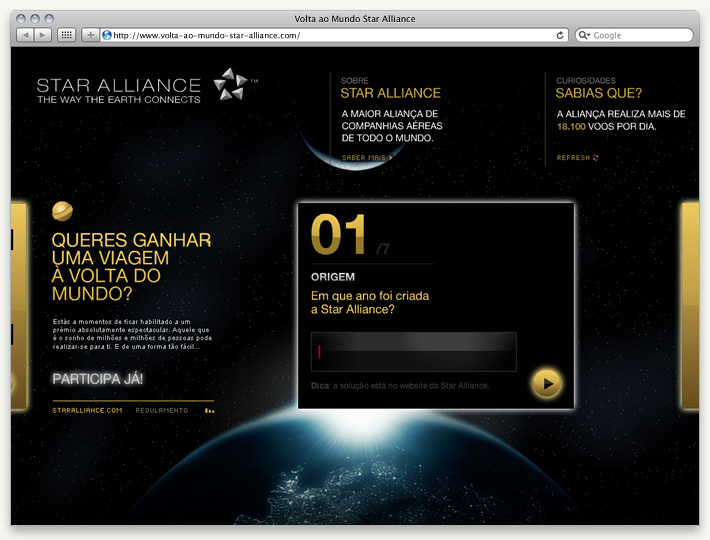 Volta ao Mundo Star Alliance
http://www.volta-ao-mundo-star-alliance.com/
Google
STAR ALLIANCE ™
THE WAY THE EARTH CONNECTS
SOBRE
STAR ALLIANCE
A MAIOR ALIANÇA DE
COMPANHIAS AÉREAS
DE TODO O MUNDO.
SABER MAIS
CURIOSIDADES
SABIAS QUE?
A ALIANÇA REALIZA MAIS DE
18.100 VOOS POR DIA.
REFRESH
QUERES GANHAR
UMA VIAGEM
À VOLTA DO
MUNDO?
Estás a momentos de ficar habilitado a um
prémio absolutamente espectacular. Aquele que
é o sonho de milhões e milhões de pessoas pode
realizar-se para ti. E de uma forma tão fácil...
PARTICIPA JÁ!
STARALLIANCE.COM
REGULAMENTO
01 /7
ORIGEM
Em que ano foi criada
a Star Alliance?
Dica: a solução está no website da Star Alliance.